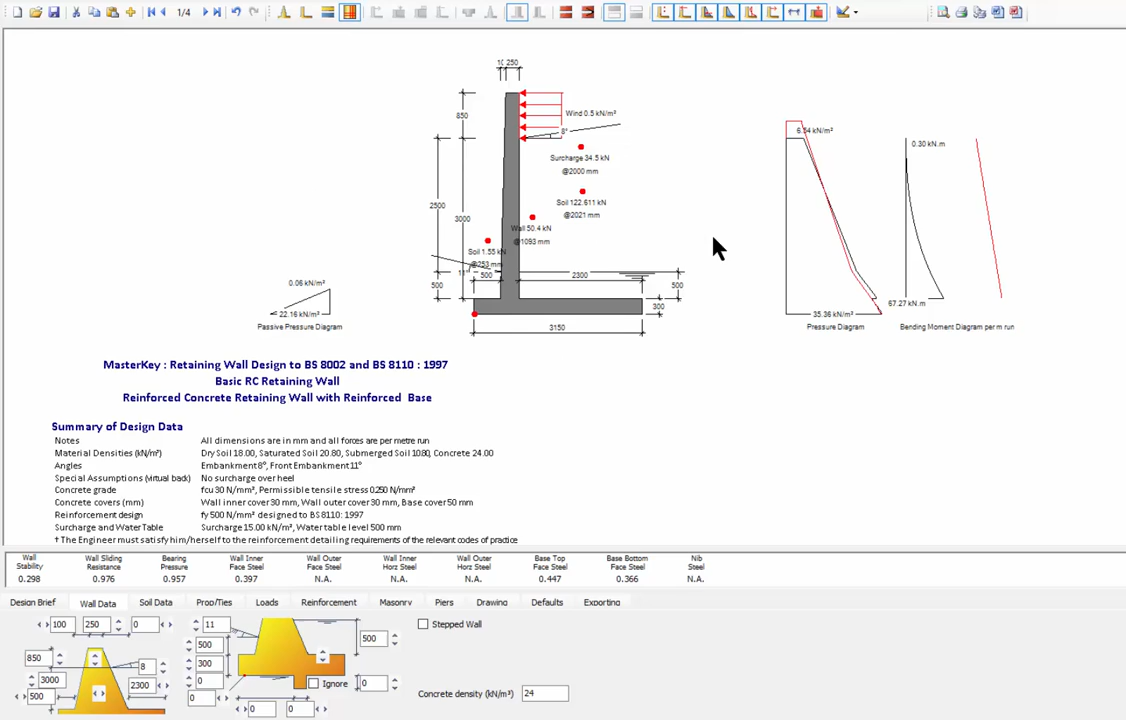 1/4
250
850
Wind 0.5 kN/m²
8°
Surcharge 34.5 kN
@2000 mm
Soil 122.611 kN
@2021 mm
2500
3000
Wall 50.4 kN
@1093 mm
Soil 1.55 kN
@253 mm
500
2300
500
500
300
3150
0.06 kN/m²
22.16 kN/m²
Passive Pressure Diagram
6.54 kN/m²
35.36 kN/m²
Pressure Diagram
0.30 kN.m
67.27 kN.m
Bending Moment Diagram per m run
MasterKey : Retaining Wall Design to BS 8002 and BS 8110 : 1997
Basic RC Retaining Wall
Reinforced Concrete Retaining Wall with Reinforced Base
Summary of Design Data
Notes All dimensions are in mm and all forces are per metre run
Material Densities (kN/m³) Dry Soil 18.00, Saturated Soil 20.80, Submerged Soil 10.80, Concrete 24.00
Angles Embankment 8º, Front Embankment 11º
Special Assumptions (virtual back) No surcharge over heel
Concrete grade fcu 30 N/mm², Permissible tensile stress 0.250 N/mm²
Concrete covers (mm) Wall inner cover 30 mm, Wall outer cover 30 mm, Base cover 50 mm
Reinforcement design fy 500 N/mm² designed to BS 8110: 1997
Surcharge and Water Table Surcharge 15.00 kN/m², Water table level 500 mm
† The Engineer must satisfy him/herself to the reinforcement detailing requirements of the relevant codes of practice
Wall Stability 0.298
Wall Sliding Resistance 0.976
Bearing Pressure 0.957
Wall Inner Face Steel 0.397
Wall Outer Face Steel N.A.
Wall Inner Horz Steel N.A.
Wall Outer Horz Steel N.A.
Base Top Face Steel 0.447
Base Bottom Face Steel 0.366
Nib Steel N.A.
Design Brief Wall Data Soil Data Prop/Ties Loads Reinforcement Masonry Piers Drawing Defaults Exporting
100 250 0
850
8
3000
2300
500
11
500
300
0
0
0 0
500
Ignore 0
Stepped Wall
Concrete density (kN/m³) 24